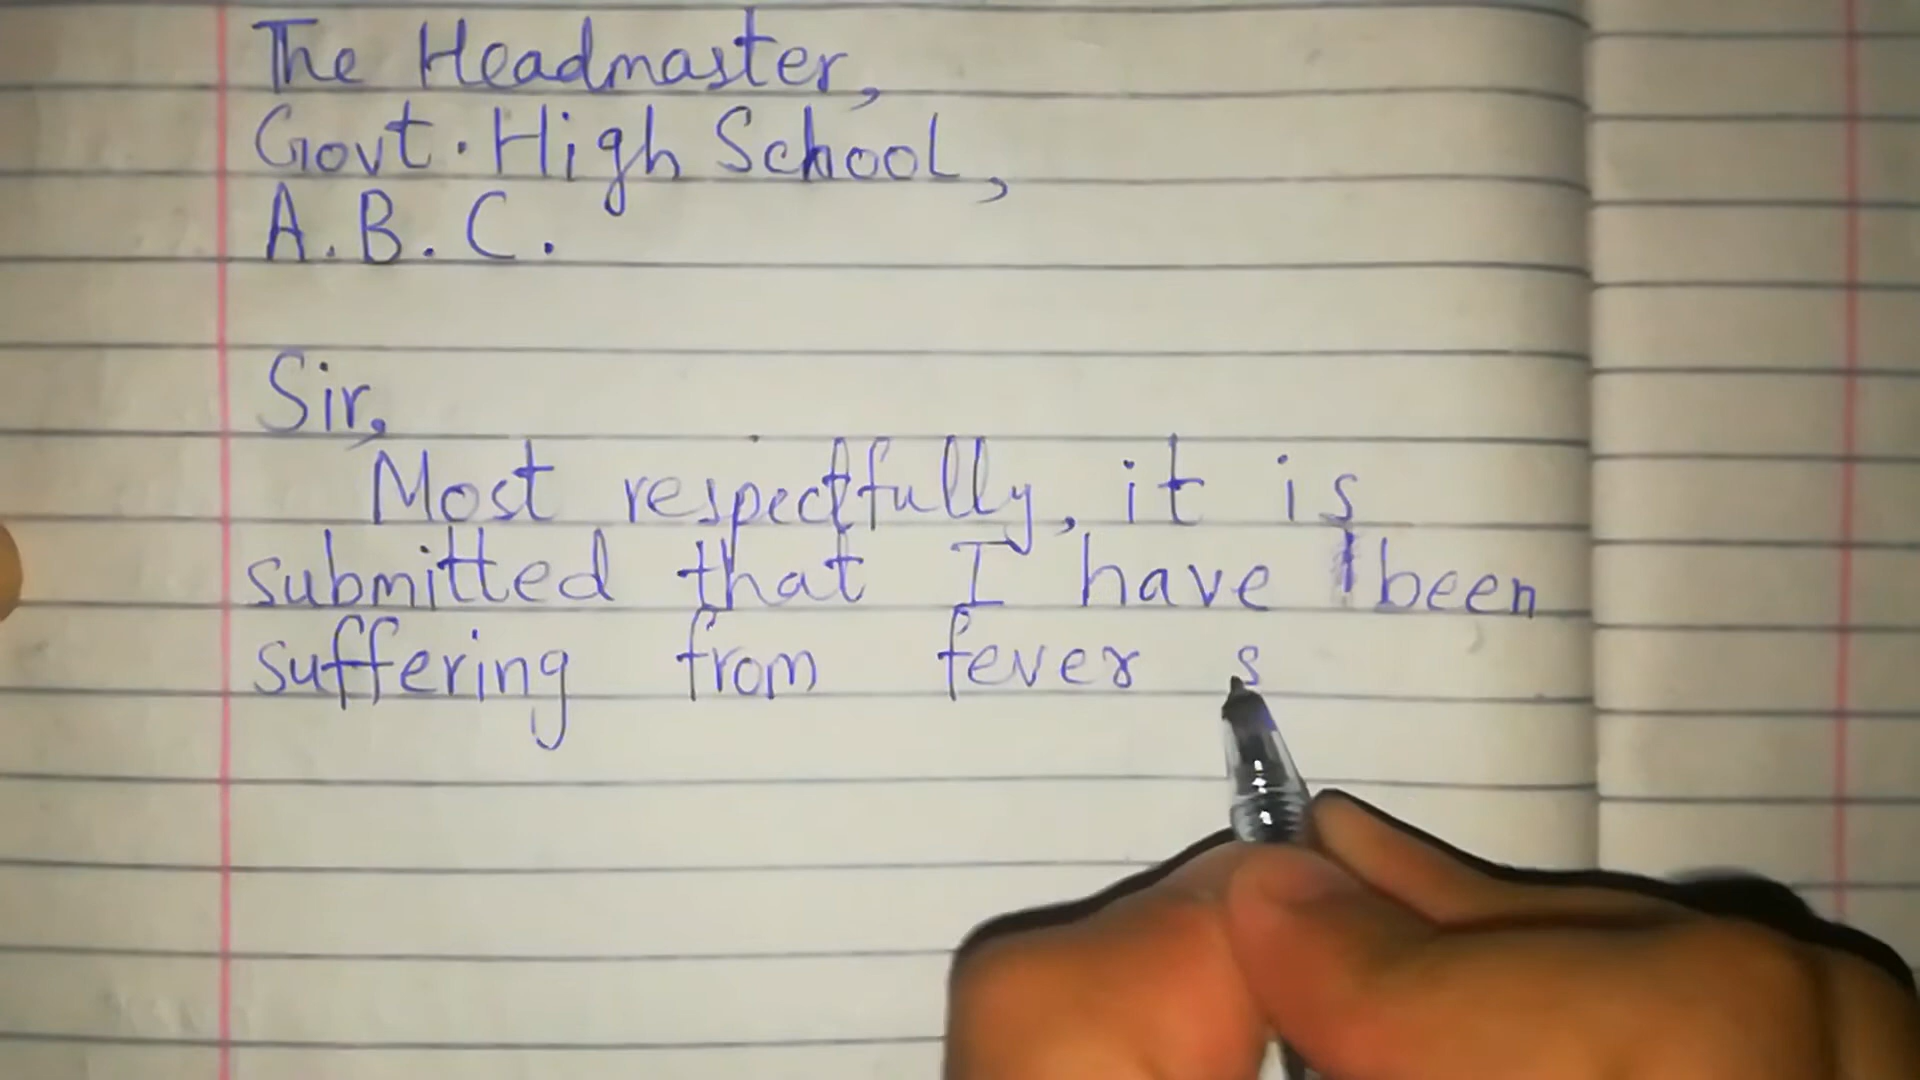 The Headmaster,
Govt. High School,
A.B.C.
Sir,
Most respectfully, it is
submitted that I have been
suffering from fever s